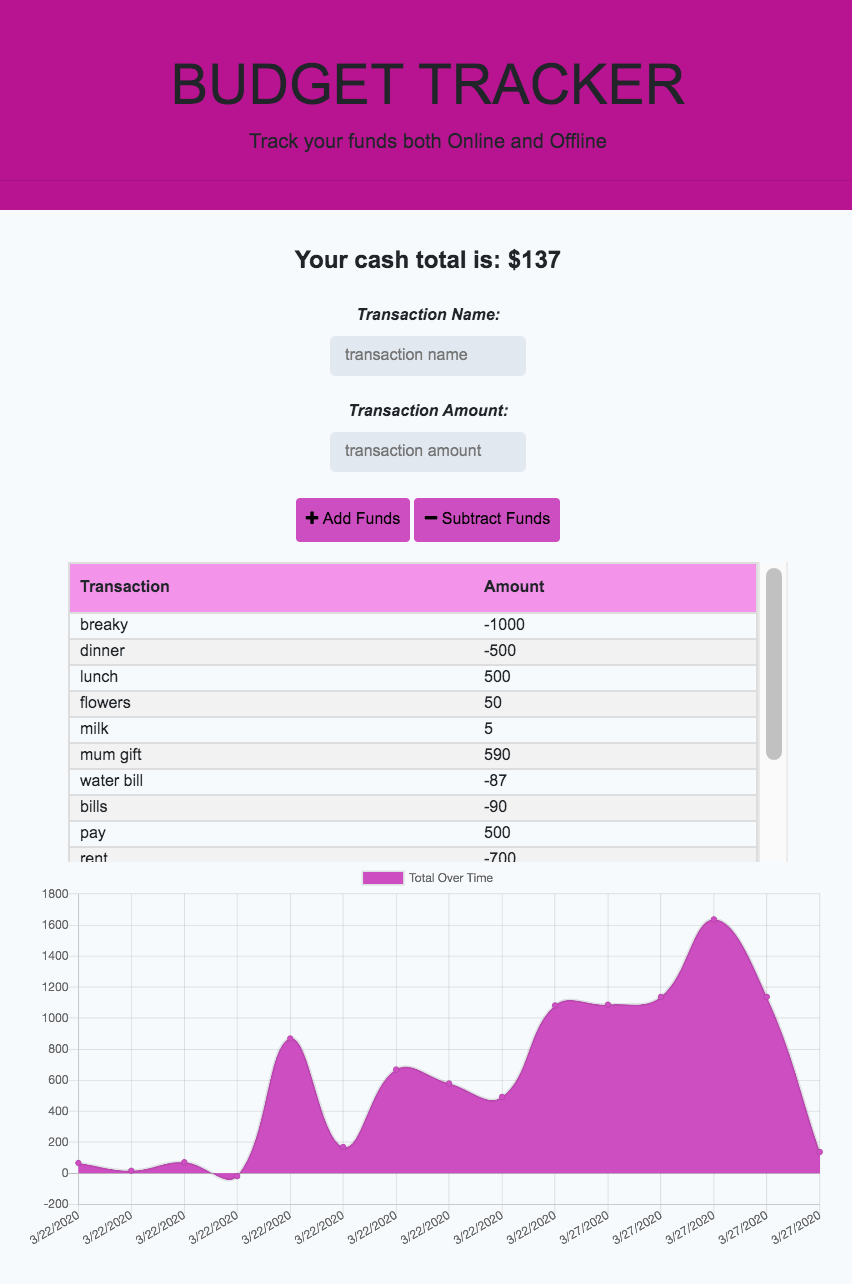 BUDGET TRACKER
Track your funds both Online and Offline
Your cash total is: $137
Transaction Name:
transaction name
Transaction Amount:
transaction amount
Add Funds Subtract Funds
Transaction Amount
breaky -1000
dinner -500
lunch 500
flowers 50
milk 5
mum gift 590
water bill -87
bills -90
pay 500
rent -700
Total Over Time
1800
1600
1400
1200
1000
800
600
400
200
0
-200
3/22/2020 3/22/2020 3/22/2020 3/22/2020 3/22/2020 3/22/2020 3/22/2020 3/22/2020 3/22/2020 3/22/2020 3/27/2020 3/27/2020 3/27/2020 3/27/2020 3/27/2020